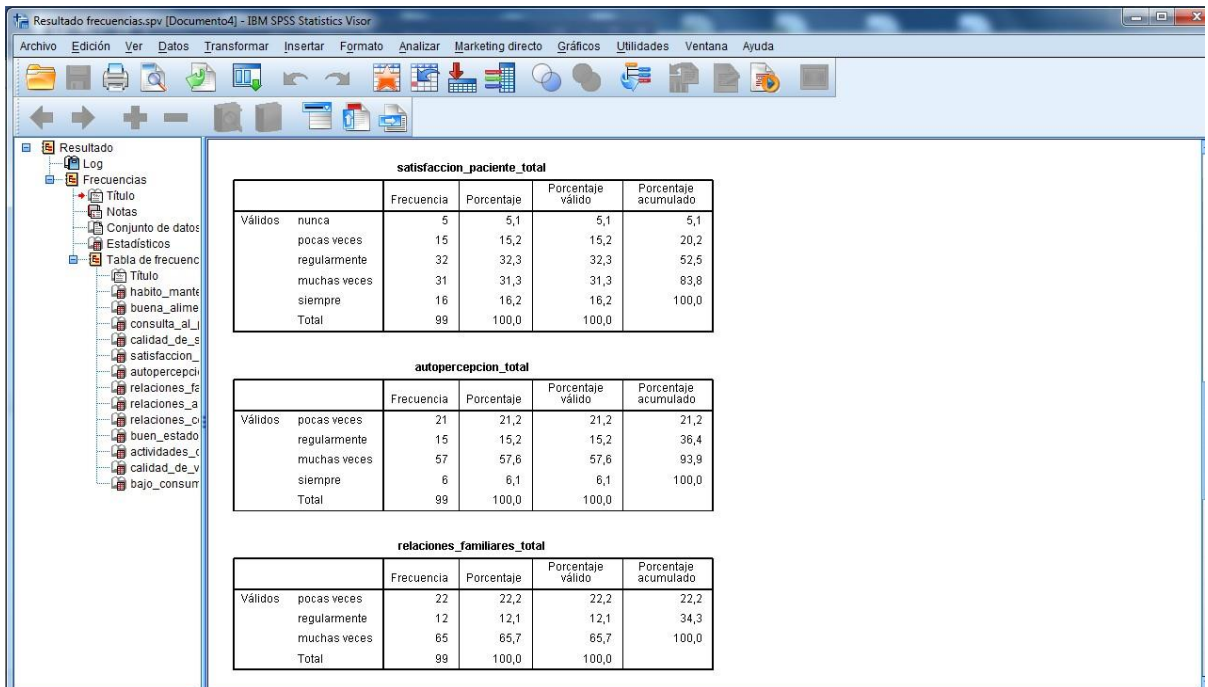 Resultado frecuencias.spv [Documento4] - IBM SPSS Statistics Visor
Archivo Edición Ver Datos Transformar Insertar Formato Analizar Marketing directo Gráficos Utilidades Ventana Ayuda
Resultado
Log
Frecuencias
Título
Notas
Conjunto de datos
Estadísticos
Tabla de frecuenc
Título
habito_mante
buena_alime
consulta_al_
calidad_de_s
satisfaccion_
autopercepci
relaciones_fa
relaciones_a
relaciones_c
buen_estado
actividades_
calidad_de_v
bajo_consum
satisfaccion_paciente_total
Frecuencia Porcentaje Porcentaje válido Porcentaje acumulado
Válidos nunca 5 5,1 5,1 5,1
pocas veces 15 15,2 15,2 20,2
regularmente 32 32,3 32,3 52,5
muchas veces 31 31,3 31,3 83,8
siempre 16 16,2 16,2 100,0
Total 99 100,0 100,0
autopercepcion_total
Frecuencia Porcentaje Porcentaje válido Porcentaje acumulado
Válidos pocas veces 21 21,2 21,2 21,2
regularmente 15 15,2 15,2 36,4
muchas veces 57 57,6 57,6 93,9
siempre 6 6,1 6,1 100,0
Total 99 100,0 100,0
relaciones_familiares_total
Frecuencia Porcentaje Porcentaje válido Porcentaje acumulado
Válidos pocas veces 22 22,2 22,2 22,2
regularmente 12 12,1 12,1 34,3
muchas veces 65 65,7 65,7 100,0
Total 99 100,0 100,0